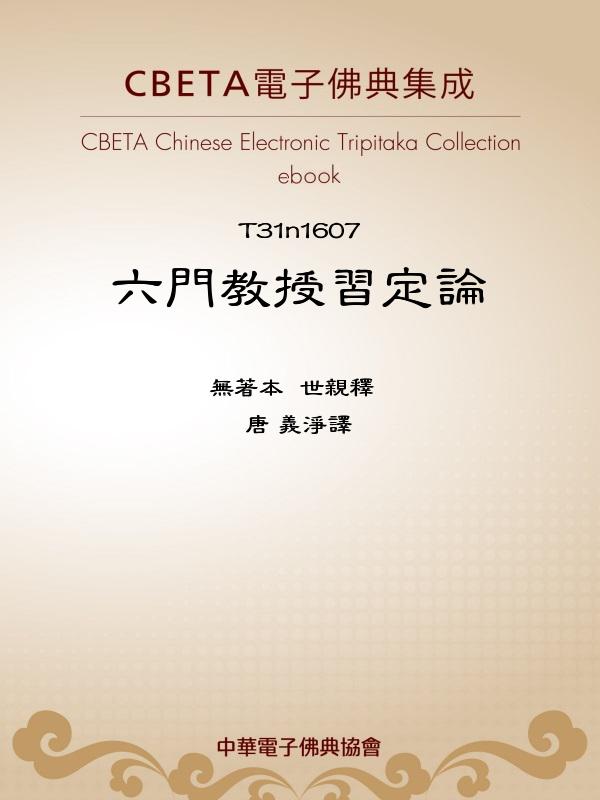 CBETA電子佛典集成
CBETA Chinese Electronic Tripitaka Collection
ebook
T31n1607
六門教授習定論
無著本 世親釋
唐 義淨譯
中華電子佛典協會